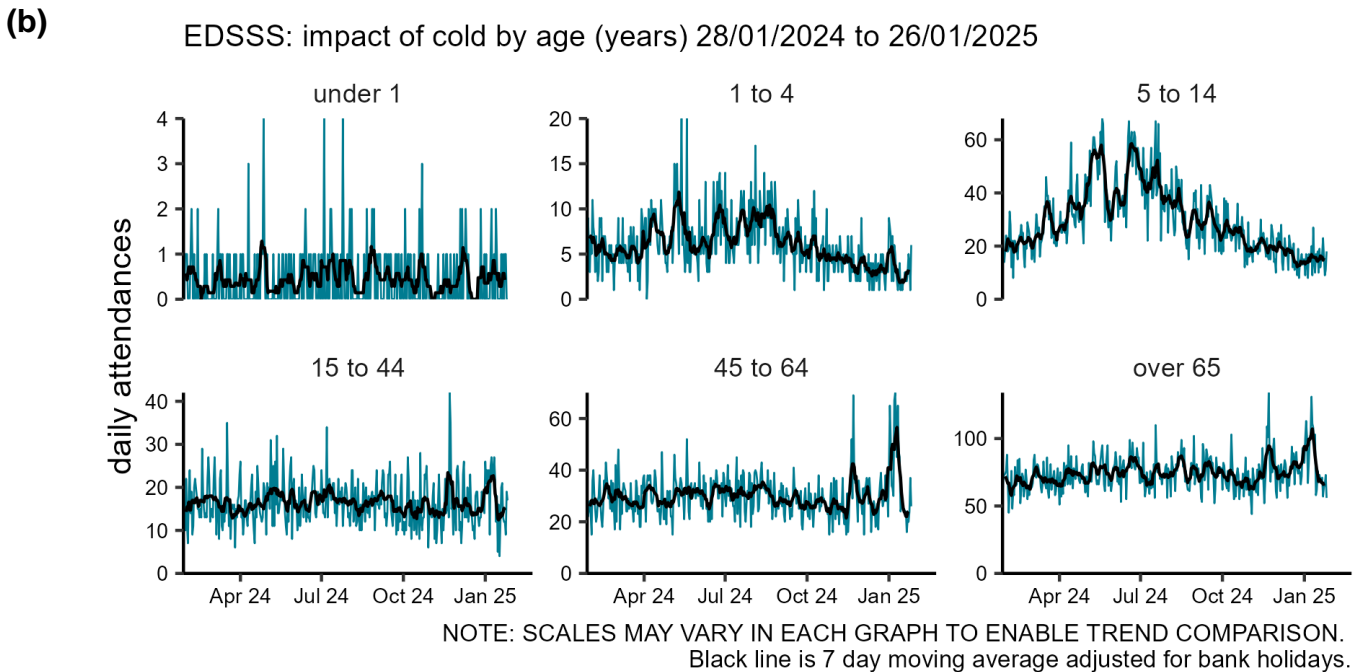 (b)
EDSSS: impact of cold by age (years) 28/01/2024 to 26/01/2025
daily attendances
under 1
4
3
2
1
0
1 to 4
20
15
10
5
0
5 to 14
60
40
20
0
15 to 44
40
30
20
10
0
Apr 24 Jul 24 Oct 24 Jan 25
45 to 64
60
40
20
0
Apr 24 Jul 24 Oct 24 Jan 25
over 65
100
50
0
Apr 24 Jul 24 Oct 24 Jan 25
NOTE: SCALES MAY VARY IN EACH GRAPH TO ENABLE TREND COMPARISON.
Black line is 7 day moving average adjusted for bank holidays.